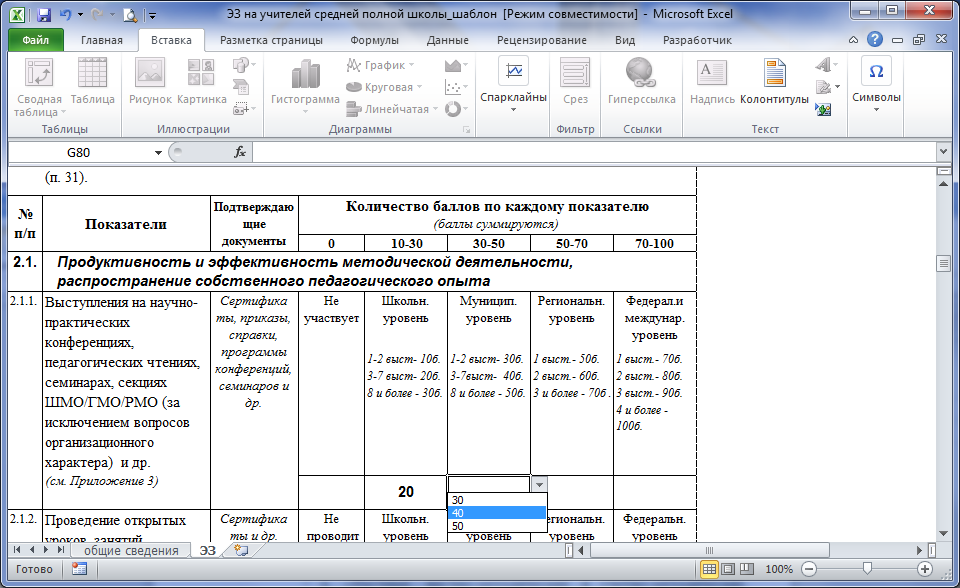 ЭЗ на учителей средней полной школы_шаблон [Режим совместимости] - Microsoft Excel
Файл Главная Вставка Разметка страницы Формулы Данные Рецензирование Вид Разработчик
Сводная таблица
Таблица
Рисунок
Картинка
Гистограмма
График
Круговая
Линейчатая
Спарклайны
Срез
Гиперссылка
Надпись
Колонтитулы
Символы
Таблицы Иллюстрации Диаграммы Фильтр Ссылки Текст
G80 fx
(п. 31).
№
п/п
Показатели
Подтверждаю
щие
документы
Количество баллов по каждому показателю
(баллы суммируются)
0 10-30 30-50 50-70 70-100
2.1. Продуктивность и эффективность методической деятельности,
распространение собственного педагогического опыта
2.1.1. Выступления на научно-
практических
конференциях,
педагогических чтениях,
семинарах, секциях
ШМО/ГМО/РМО (за
исключением вопросов
организационного
характера) и др.
(см. Приложение 3)
Сертифика
ты, приказы,
справки,
программы
конференций,
семинаров и
др.
Не
участвует
Школьн.
уровень
1-2 выст- 10б.
3-7 выст- 20б.
8 и более - 30б.
Муницип.
уровень
1-2 выст- 30б.
3-7выст- 40б.
8 и более - 50б.
Региональн.
уровень
1 выст.- 50б.
2 выст.- 60б.
3 и более - 70б.
Федерал.и
междунар.
уровень
1 выст.- 70б.
2 выст.- 80б.
3 выст.- 90б.
4 и более -
100б.
20
30
40
50
2.1.2. Проведение открытых
уроков, занятий
Сертифика
ты и др.
Не
проводит
Школьн.
уровень
Муницип.
уровень
егиональн.
уровень
Федеральн.
уровень
общие сведения ЭЗ
Готово 100%